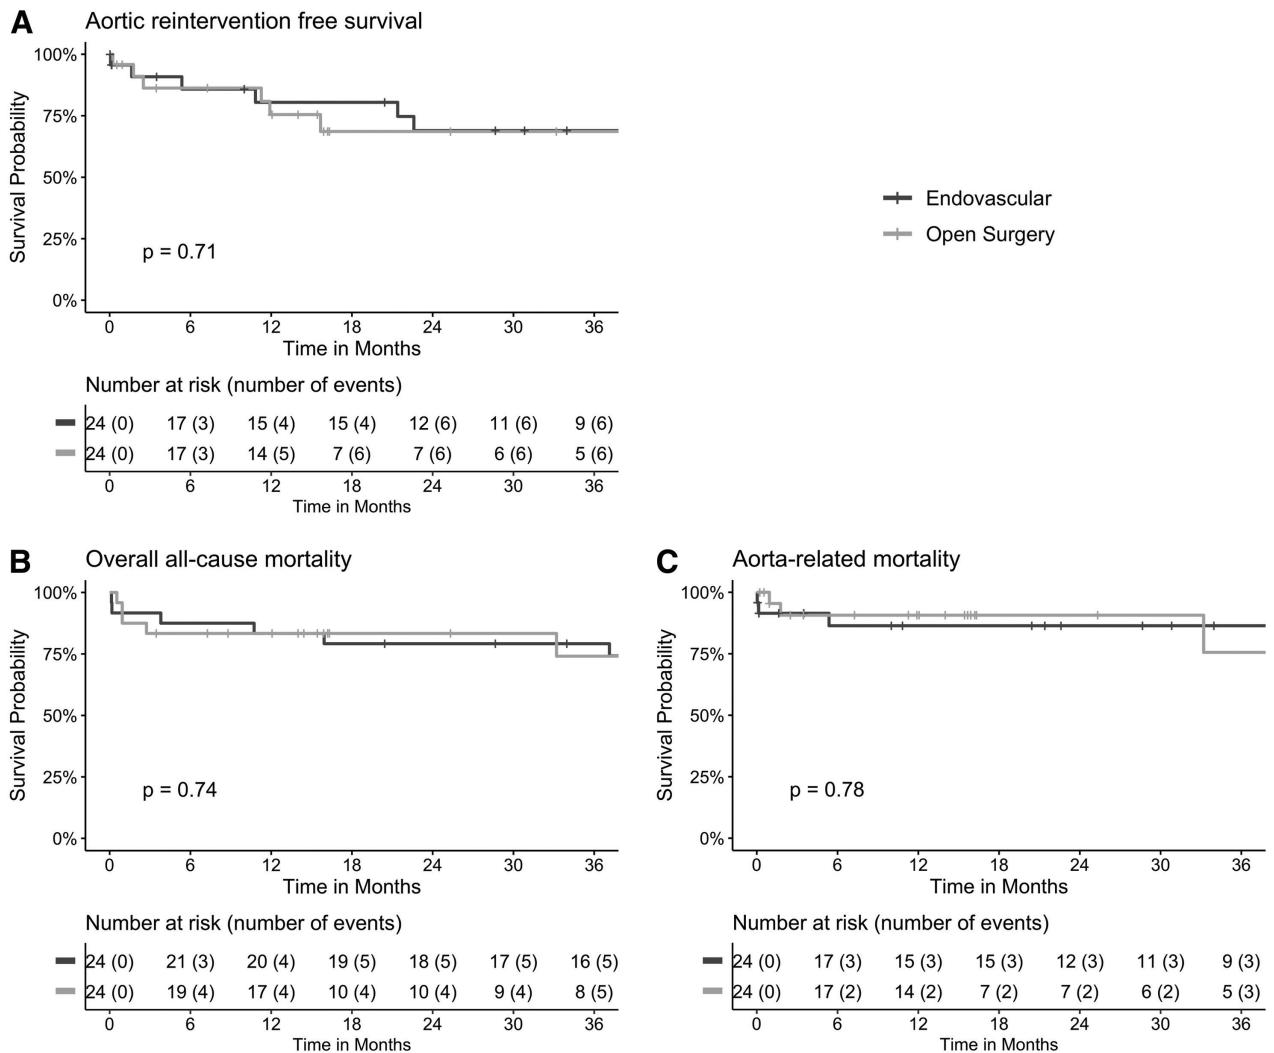 A Aortic reintervention free survival
100%
75%
50%
25%
0%
Survival Probability
p = 0.71
0 6 12 18 24 30 36
Time in Months
Endovascular
Open Surgery
Number at risk (number of events)
24 (0) 17 (3) 15 (4) 15 (4) 12 (6) 11 (6) 9 (6)
24 (0) 17 (3) 14 (5) 7 (6) 7 (6) 6 (6) 5 (6)
0 6 12 18 24 30 36
Time in Months
B Overall all-cause mortality
100%
75%
50%
25%
0%
Survival Probability
p = 0.74
0 6 12 18 24 30 36
Time in Months
Number at risk (number of events)
24 (0) 21 (3) 20 (4) 19 (5) 18 (5) 17 (5) 16 (5)
24 (0) 19 (4) 17 (4) 10 (4) 10 (4) 9 (4) 8 (5)
0 6 12 18 24 30 36
Time in Months
C Aorta-related mortality
100%
75%
50%
25%
0%
Survival Probability
p = 0.78
0 6 12 18 24 30 36
Time in Months
Number at risk (number of events)
24 (0) 17 (3) 15 (3) 15 (3) 12 (3) 11 (3) 9 (3)
24 (0) 17 (2) 14 (2) 7 (2) 7 (2) 6 (2) 5 (3)
0 6 12 18 24 30 36
Time in Months